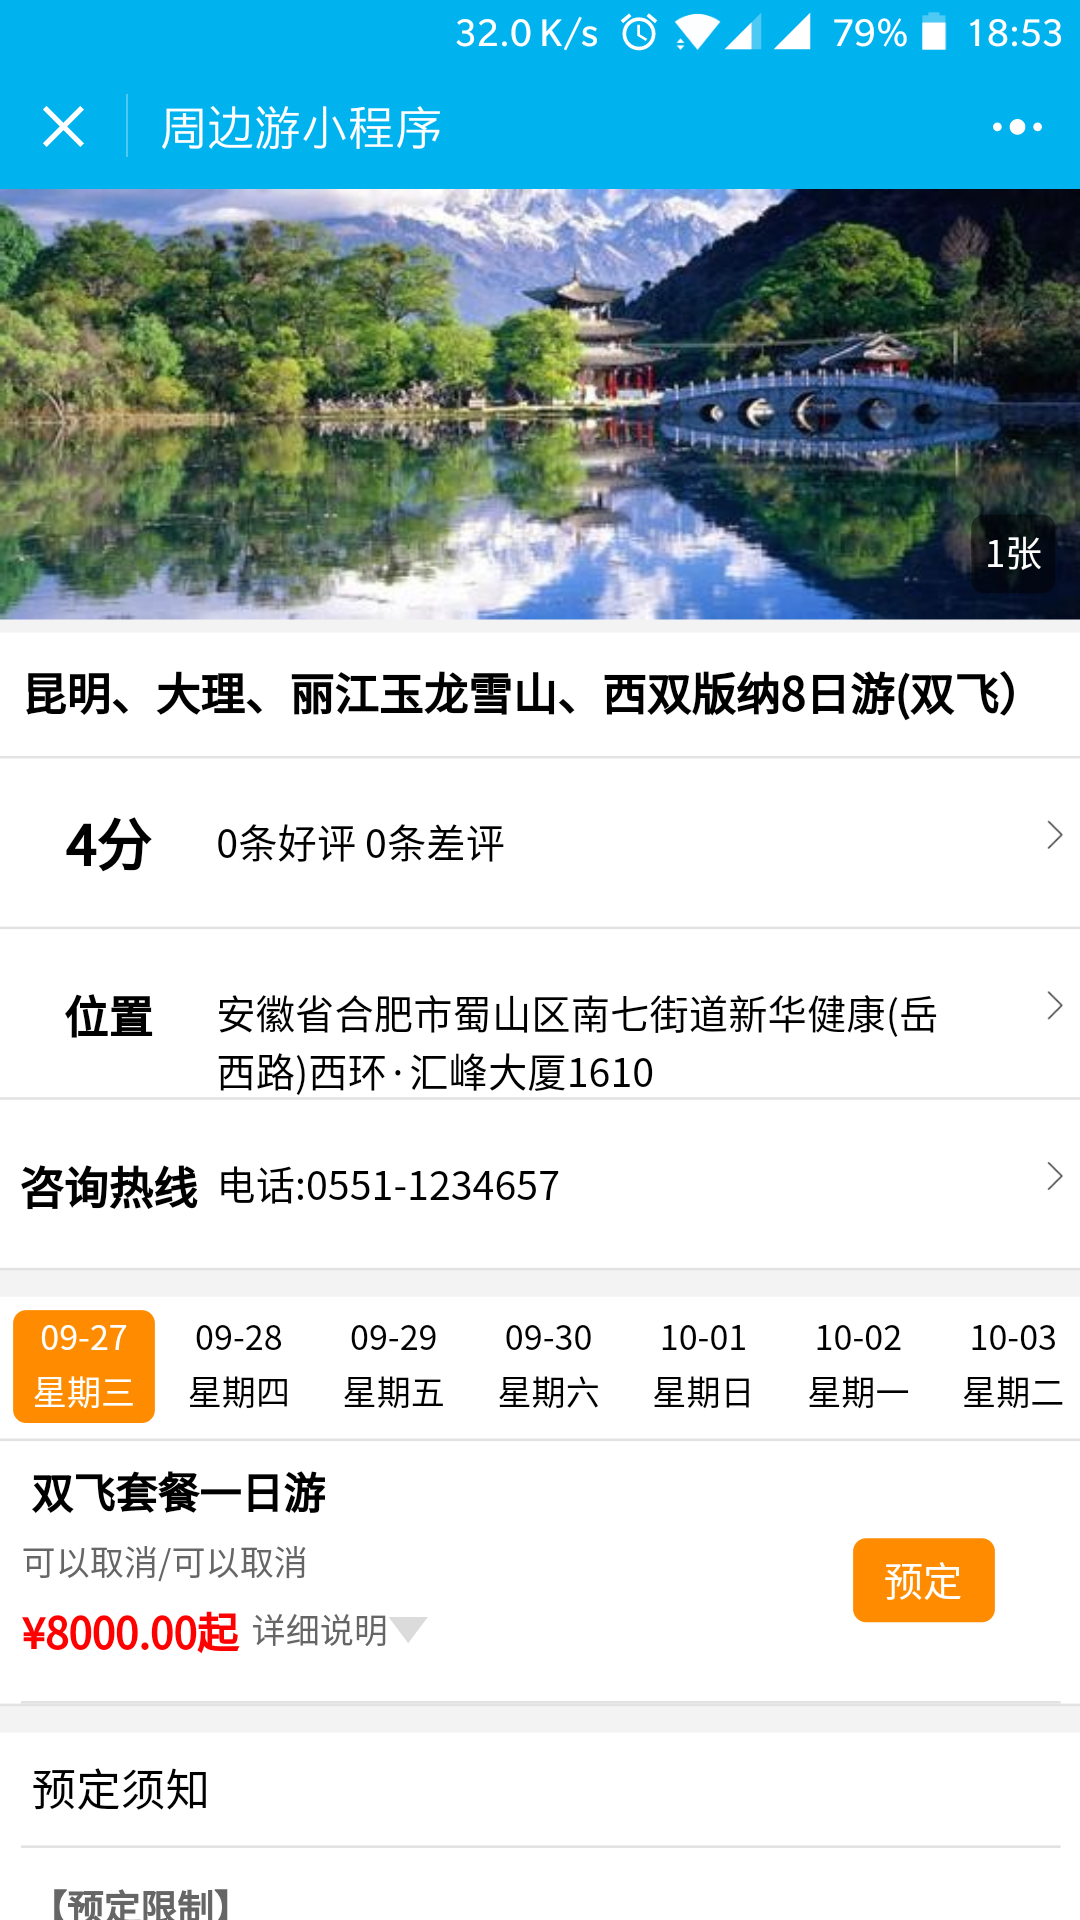 32.0 K/s 79% 18:53
周边游小程序
1张
昆明、大理、丽江玉龙雪山、西双版纳8日游(双飞）
4分 0条好评 0条差评
位置 安徽省合肥市蜀山区南七街道新华健康(岳
西路)西环·汇峰大厦1610
咨询热线 电话:0551-1234657
09-27 09-28 09-29 09-30 10-01 10-02 10-03
星期三 星期四 星期五 星期六 星期日 星期一 星期二
双飞套餐一日游
可以取消/可以取消
预定
¥8000.00起 详细说明
预定须知
【预定限制】